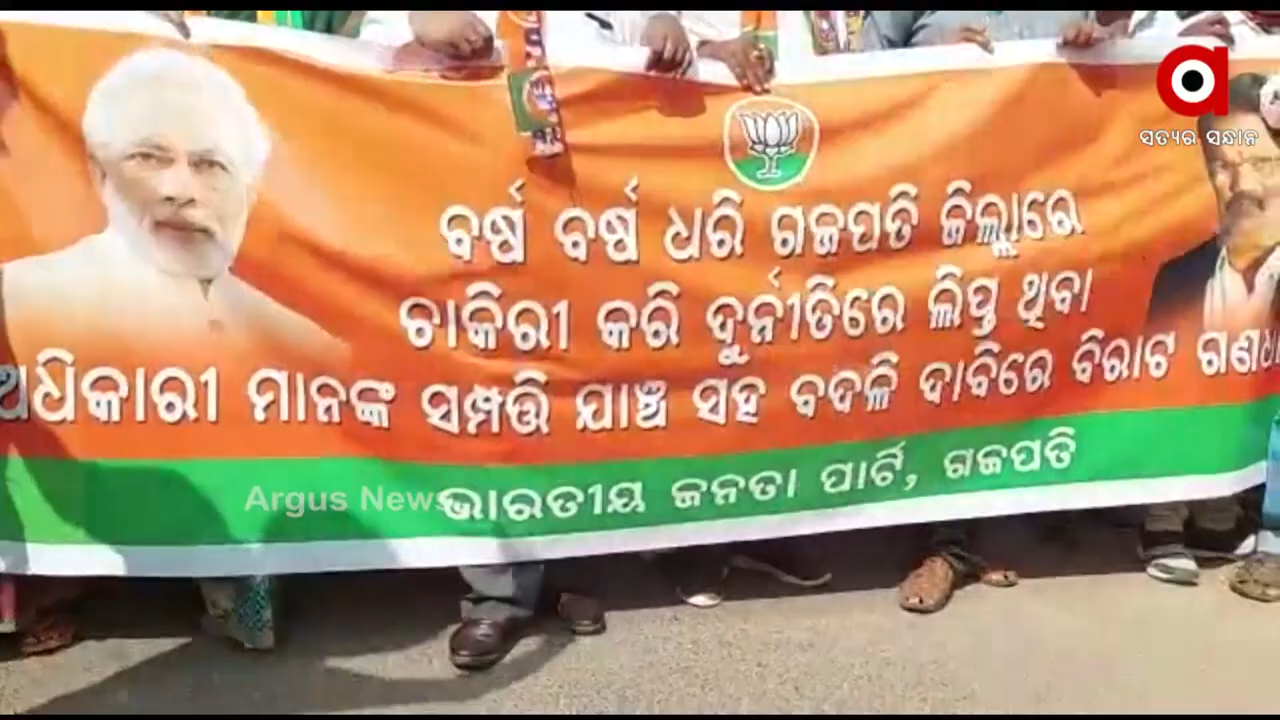 ସତ୍ୟର ସନ୍ଧାନ
ବର୍ଷ ବର୍ଷ ଧରି ଗଜପତି ଜିଲ୍ଲାରେ
ଚାକିରୀ କରି ଦୁର୍ନୀତିରେ ଲିପ୍ତ ଥିବା
ଅଧିକାରୀ ମାନଙ୍କ ସମ୍ପତ୍ତି ଯାଞ୍ଚ ସହ ବଦଳି ଦାବିରେ ବିରାଟ
ଭାରତୀୟ ଜନତା ପାର୍ଟି, ଗଜପତି
Argus News